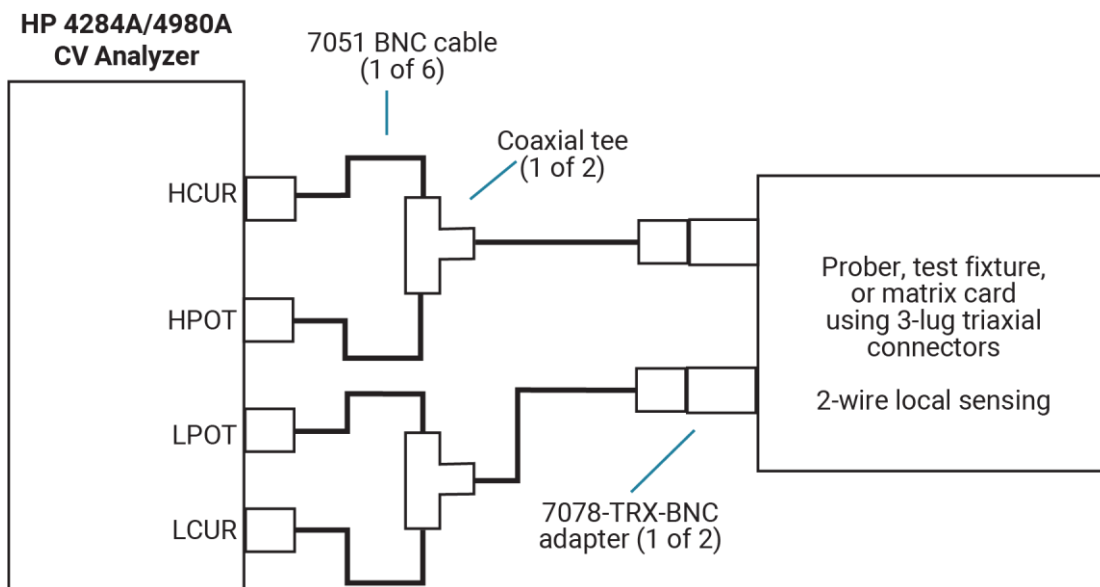 HP 4284A/4980A
CV Analyzer
7051 BNC cable
(1 of 6)
Coaxial tee
(1 of 2)
HCUR
HPOT
LPOT
LCUR
Prober, test fixture,
or matrix card
using 3-lug triaxial
connectors
2-wire local sensing
7078-TRX-BNC
adapter (1 of 2)